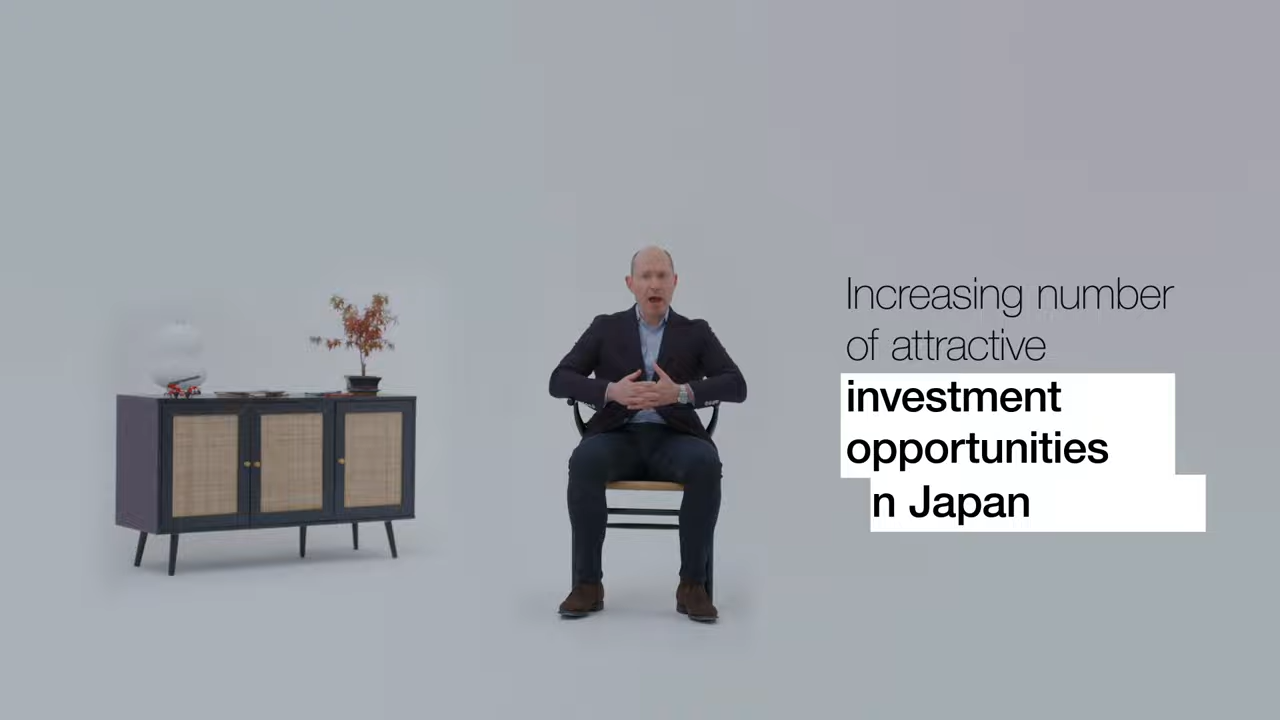 Increasing number
of attractive
investment
opportunities
n Japan